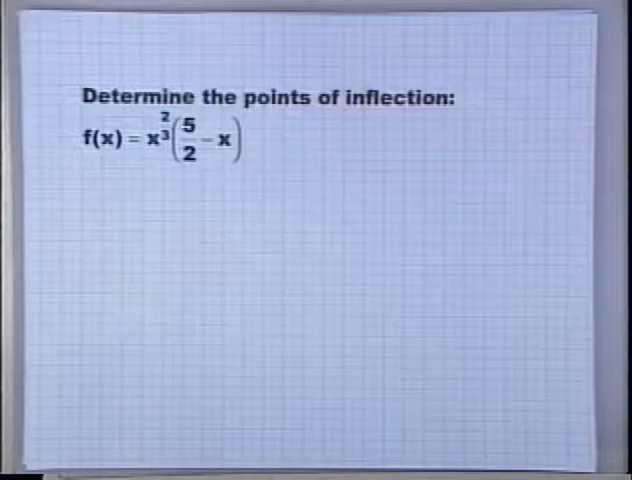 Determine the points of inflection:
f(x) = x^(2/3) (5/2 − x)